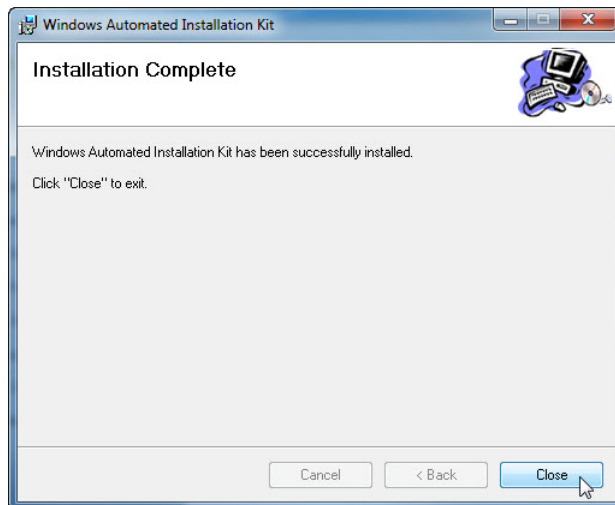 Windows Automated Installation Kit
Installation Complete
Windows Automated Installation Kit has been successfully installed.
Click "Close" to exit.
Cancel
< Back
Close